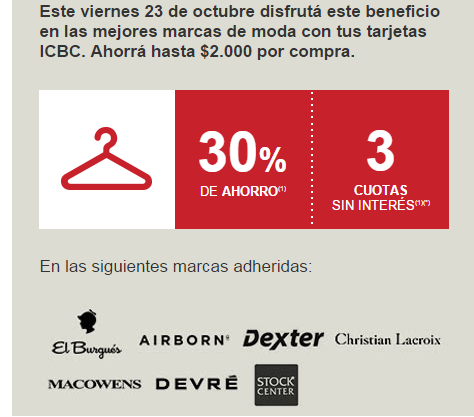 Este viernes 23 de octubre disfrutá este beneficio
en las mejores marcas de moda con tus tarjetas
ICBC. Ahorrá hasta $2.000 por compra.
30%
DE AHORRO(1)
3
CUOTAS
SIN INTERÉS(1)(*)
En las siguientes marcas adheridas:
El Burgués
AIRBORN®
Dexter
Christian Lacroix
MACOWENS
DEVRÉ
STOCK
CENTER